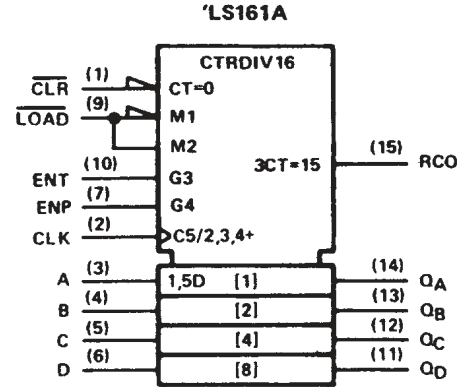 'LS161A
CTRDIV16
CLR (1) CT=0
LOAD (9) M1
M2
ENT (10) G3 3CT=15 (15) RCO
ENP (7) G4
CLK (2) C5/2,3,4+
A (3) 1,5D [1] (14) QA
B (4) [2] (13) QB
C (5) [4] (12) QC
D (6) [8] (11) QD